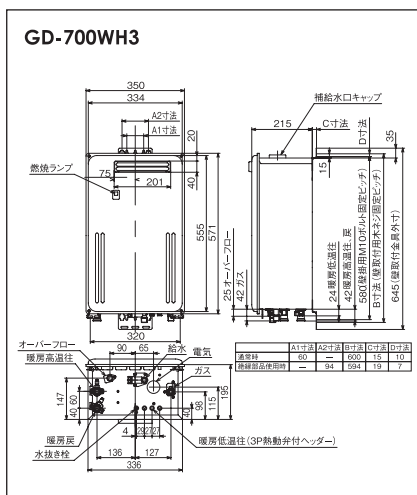 GD-700WH3
350
334
A2寸法
A1寸法
20
40
75
201
燃焼ランプ
555
571
320
補給水口キャップ
215
C寸法
D寸法
35
15
25オーバーフロー
42ガス
24暖房低温往
42暖房高温往、戻
580(壁掛用M10ボルト固定ピッチ)
B寸法(壁取付用木ネジ固定ピッチ)
645(壁取付金具外寸)
A1寸法 A2寸法 B寸法 C寸法 D寸法
通常時 60 — 600 15 10
絶縁部品使用時 — 94 594 19 7
オーバーフロー
暖房高温往
90 65
給水
電気
ガス
147
60
40
98
115
195
40
暖房戻
水抜き栓
4 29 27 27
暖房低温往(3P熱動弁付ヘッダー)
136 127
336